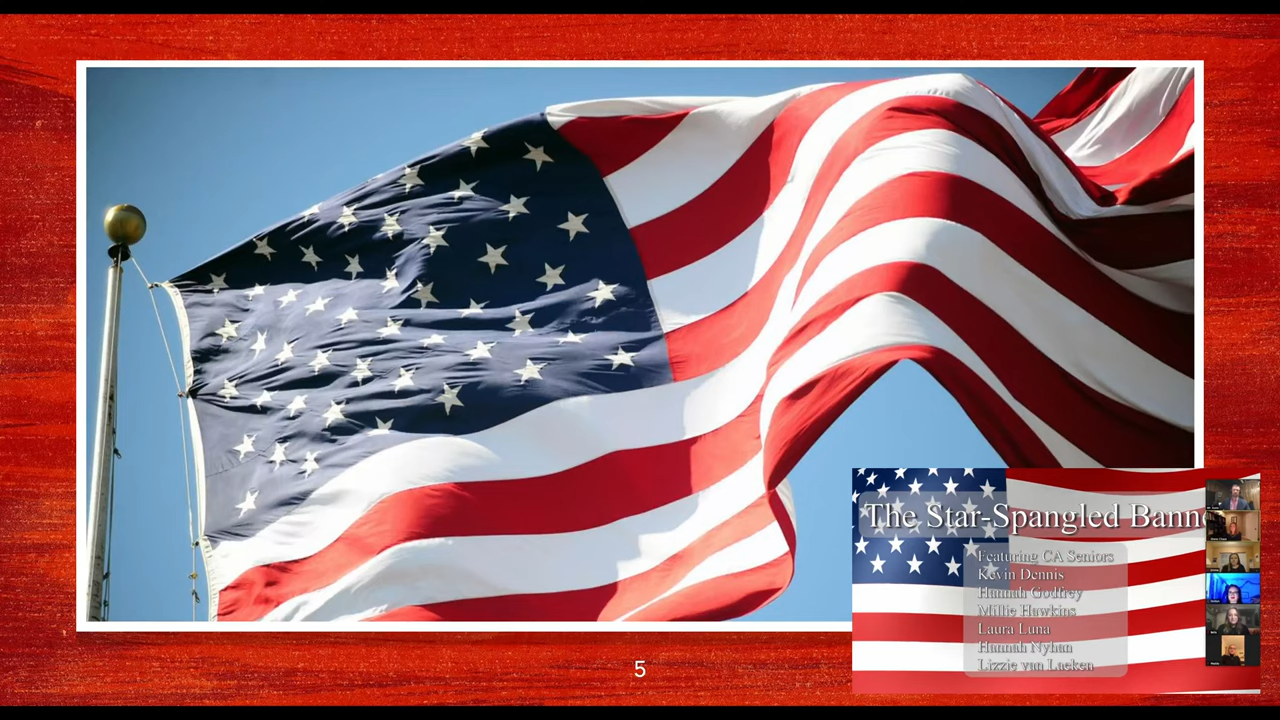 The Star-Spangled Banne
Featuring CA Seniors
Kevin Dennis
Hannah Godfrey
Millie Hawkins
Laura Luna
Hannah Nyhan
Lizzie van Laeken
5